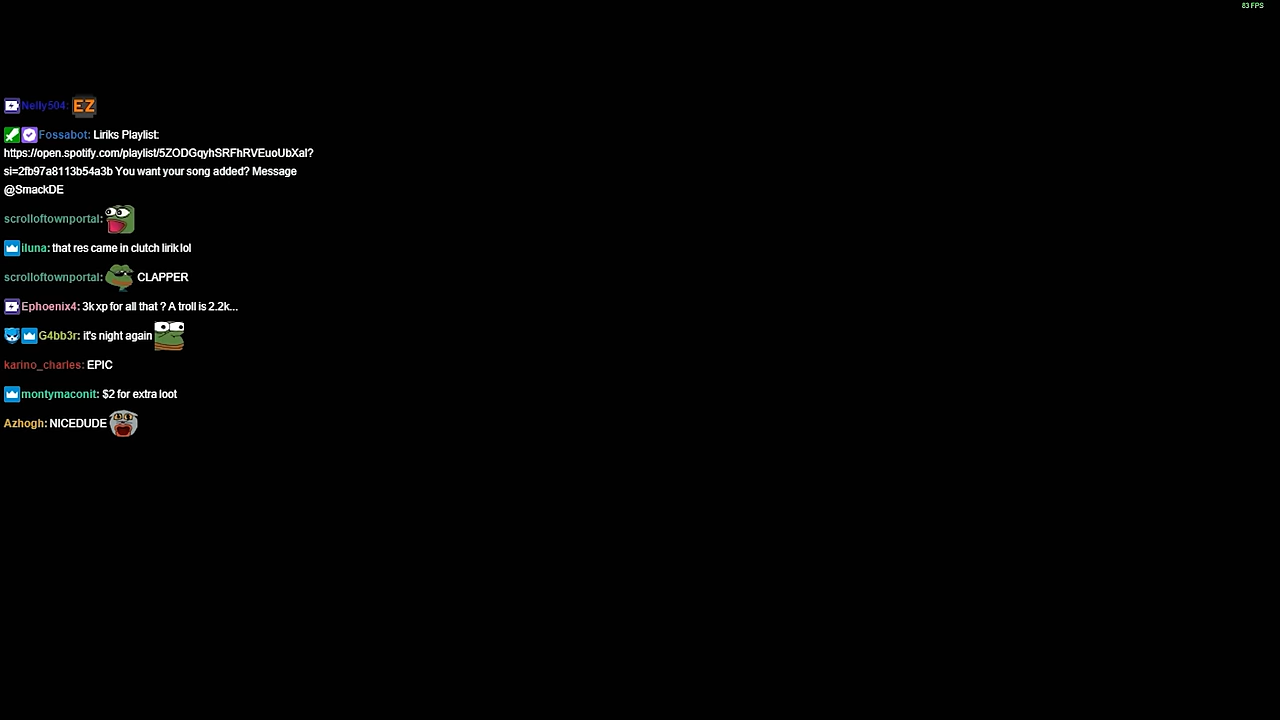 83 FPS
Nelly504: EZ
Fossabot: Liriks Playlist:
https://open.spotify.com/playlist/5ZODGqyhSRFhRVEuoUbXal?
si=2fb97a8113b54a3b You want your song added? Message
@SmackDE
scrolloftownportal:
iluna: that res came in clutch lirik lol
scrolloftownportal: CLAPPER
Ephoenix4: 3k xp for all that ? A troll is 2.2k...
G4bb3r: it's night again
karino_charles: EPIC
montymaconit: $2 for extra loot
Azhogh: NICEDUDE